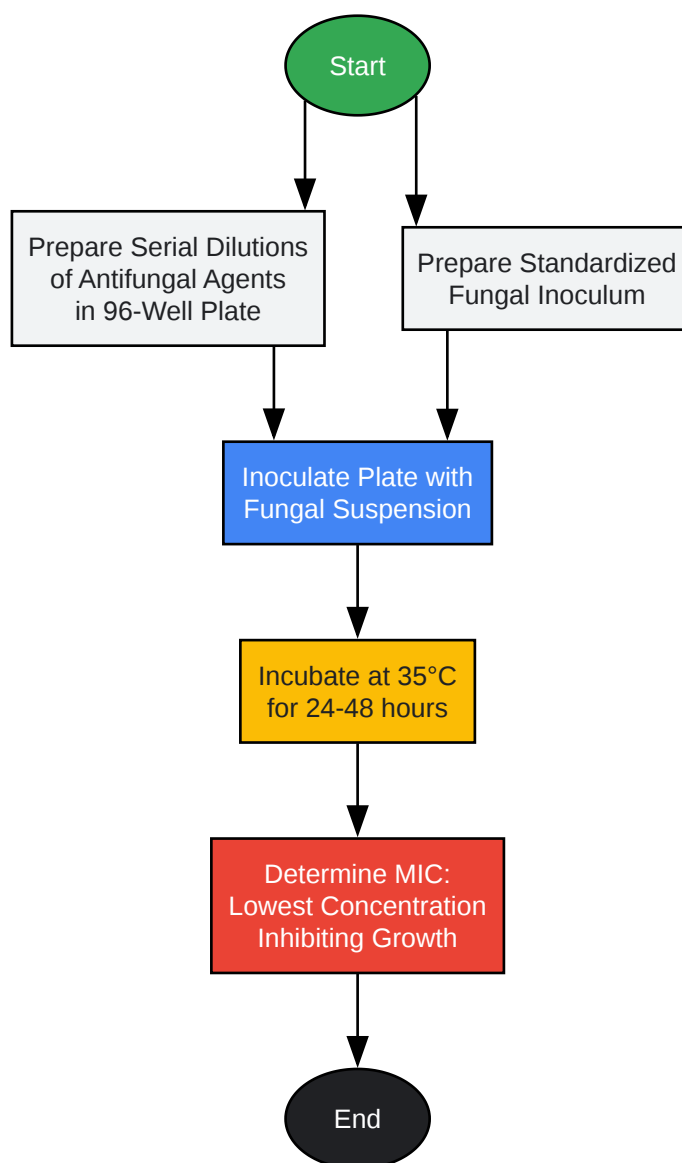 Start
Prepare Serial Dilutions
of Antifungal Agents
in 96-Well Plate
Prepare Standardized
Fungal Inoculum
Inoculate Plate with
Fungal Suspension
Incubate at 35°C
for 24-48 hours
Determine MIC:
Lowest Concentration
Inhibiting Growth
End